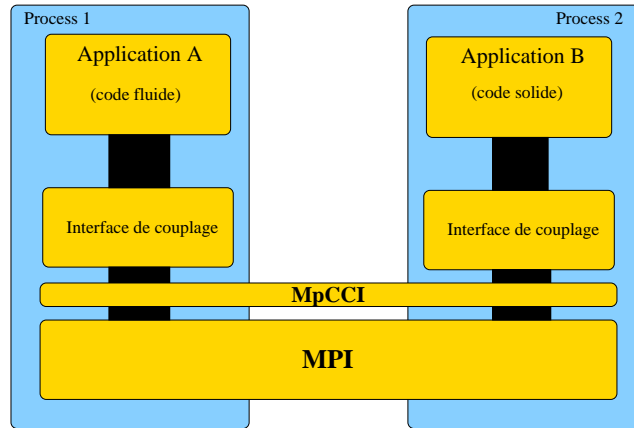 Process 1
Process 2
Application A
(code fluide)
Application B
(code solide)
Interface de couplage
Interface de couplage
MpCCI
MPI